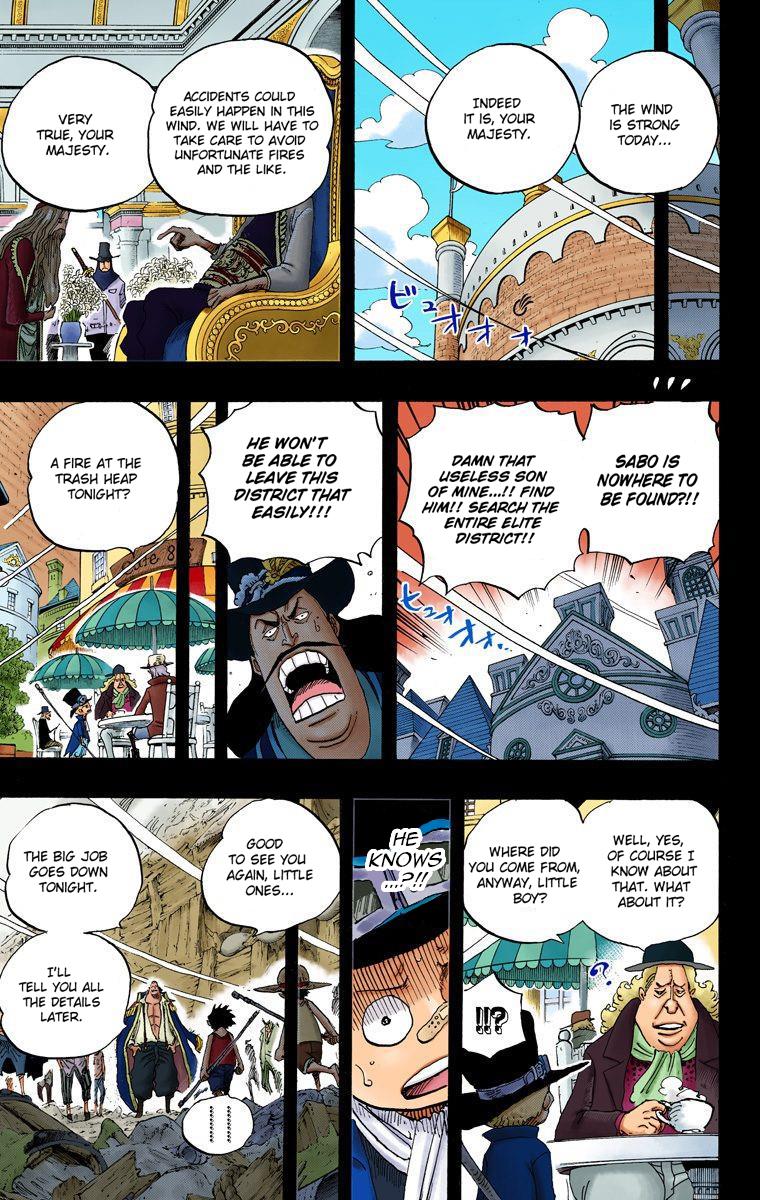 THE WIND
IS STRONG
TODAY...
INDEED
IT IS, YOUR
MAJESTY.
ビュオオオ
ACCIDENTS COULD
EASILY HAPPEN IN THIS
WIND. WE WILL HAVE TO
TAKE CARE TO AVOID
UNFORTUNATE FIRES
AND THE LIKE.
VERY
TRUE, YOUR
MAJESTY.
SABO IS
NOWHERE TO
BE FOUND?!!
DAMN THAT
USELESS SON
OF MINE...!! FIND
HIM!! SEARCH THE
ENTIRE ELITE
DISTRICT!!
HE WON'T
BE ABLE TO
LEAVE THIS
DISTRICT THAT
EASILY!!!
A FIRE AT THE
TRASH HEAP
TONIGHT?
WELL, YES,
OF COURSE I
KNOW ABOUT
THAT. WHAT
ABOUT IT?
WHERE DID
YOU COME FROM,
ANYWAY, LITTLE
BOY?
?
!!?
HE
KNOWS
...?!!
GOOD
TO SEE YOU
AGAIN, LITTLE
ONES...
THE BIG JOB
GOES DOWN
TONIGHT.
I'LL
TELL YOU ALL
THE DETAILS
LATER.